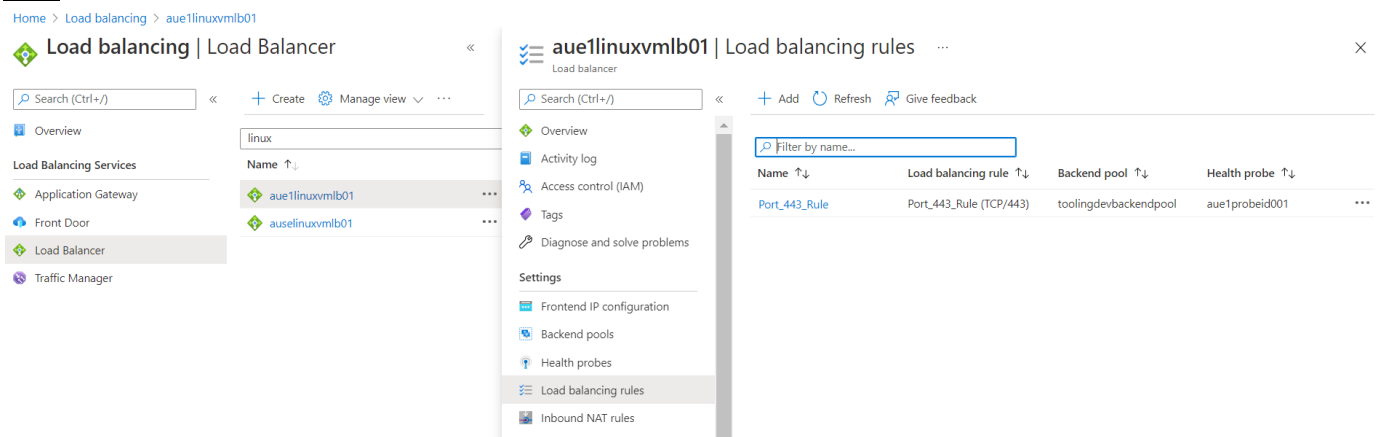 Home > Load balancing > aue1linuxvmlb01
Load balancing | Load Balancer
Search (Ctrl+/)
Overview
Load Balancing Services
Application Gateway
Front Door
Load Balancer
Traffic Manager
Create Manage view
linux
Name
aue1linuxvmlb01
auselinuxvmlb01
aue1linuxvmlb01 | Load balancing rules
Load balancer
Search (Ctrl+/)
Overview
Activity log
Access control (IAM)
Tags
Diagnose and solve problems
Settings
Frontend IP configuration
Backend pools
Health probes
Load balancing rules
Inbound NAT rules
Add Refresh Give feedback
Filter by name...
Name Load balancing rule Backend pool Health probe
Port_443_Rule Port_443_Rule (TCP/443) toolingdevbackendpool aue1probeid001